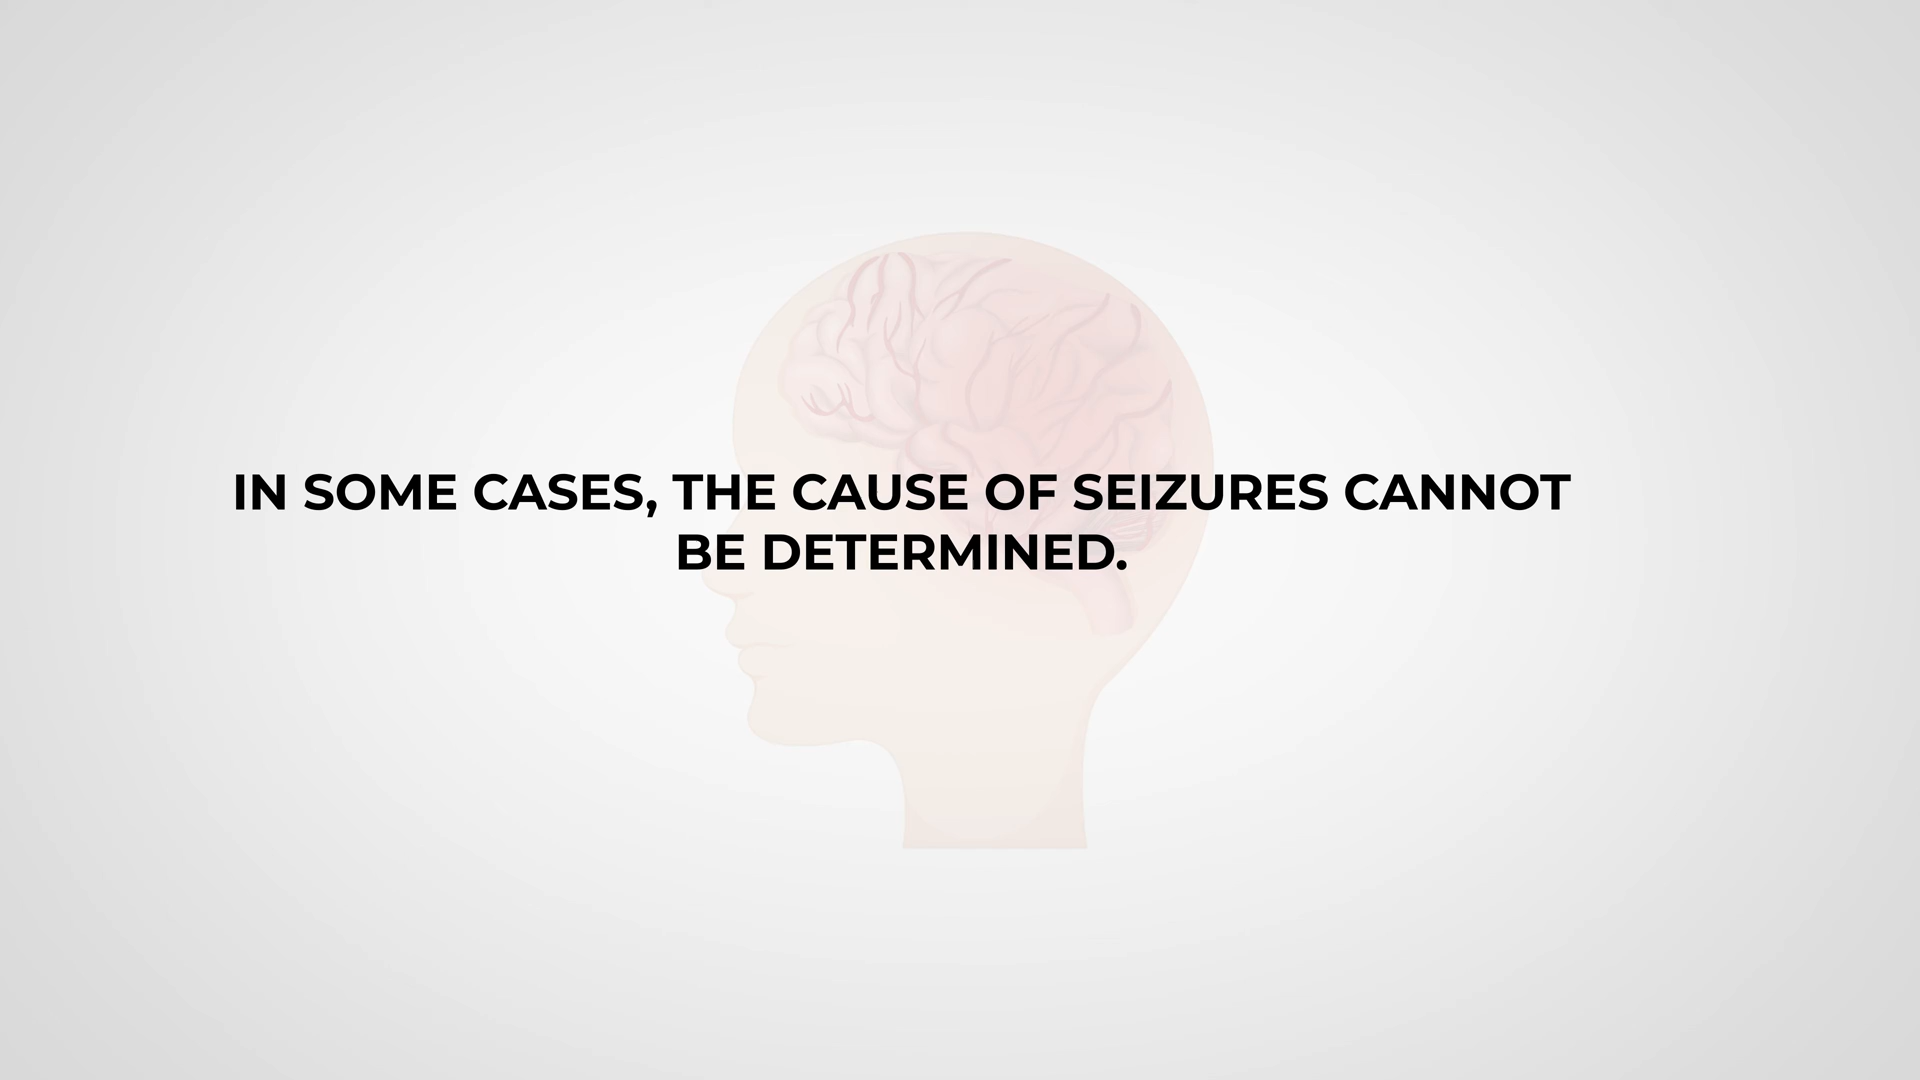 IN SOME CASES, THE CAUSE OF SEIZURES CANNOT
BE DETERMINED.